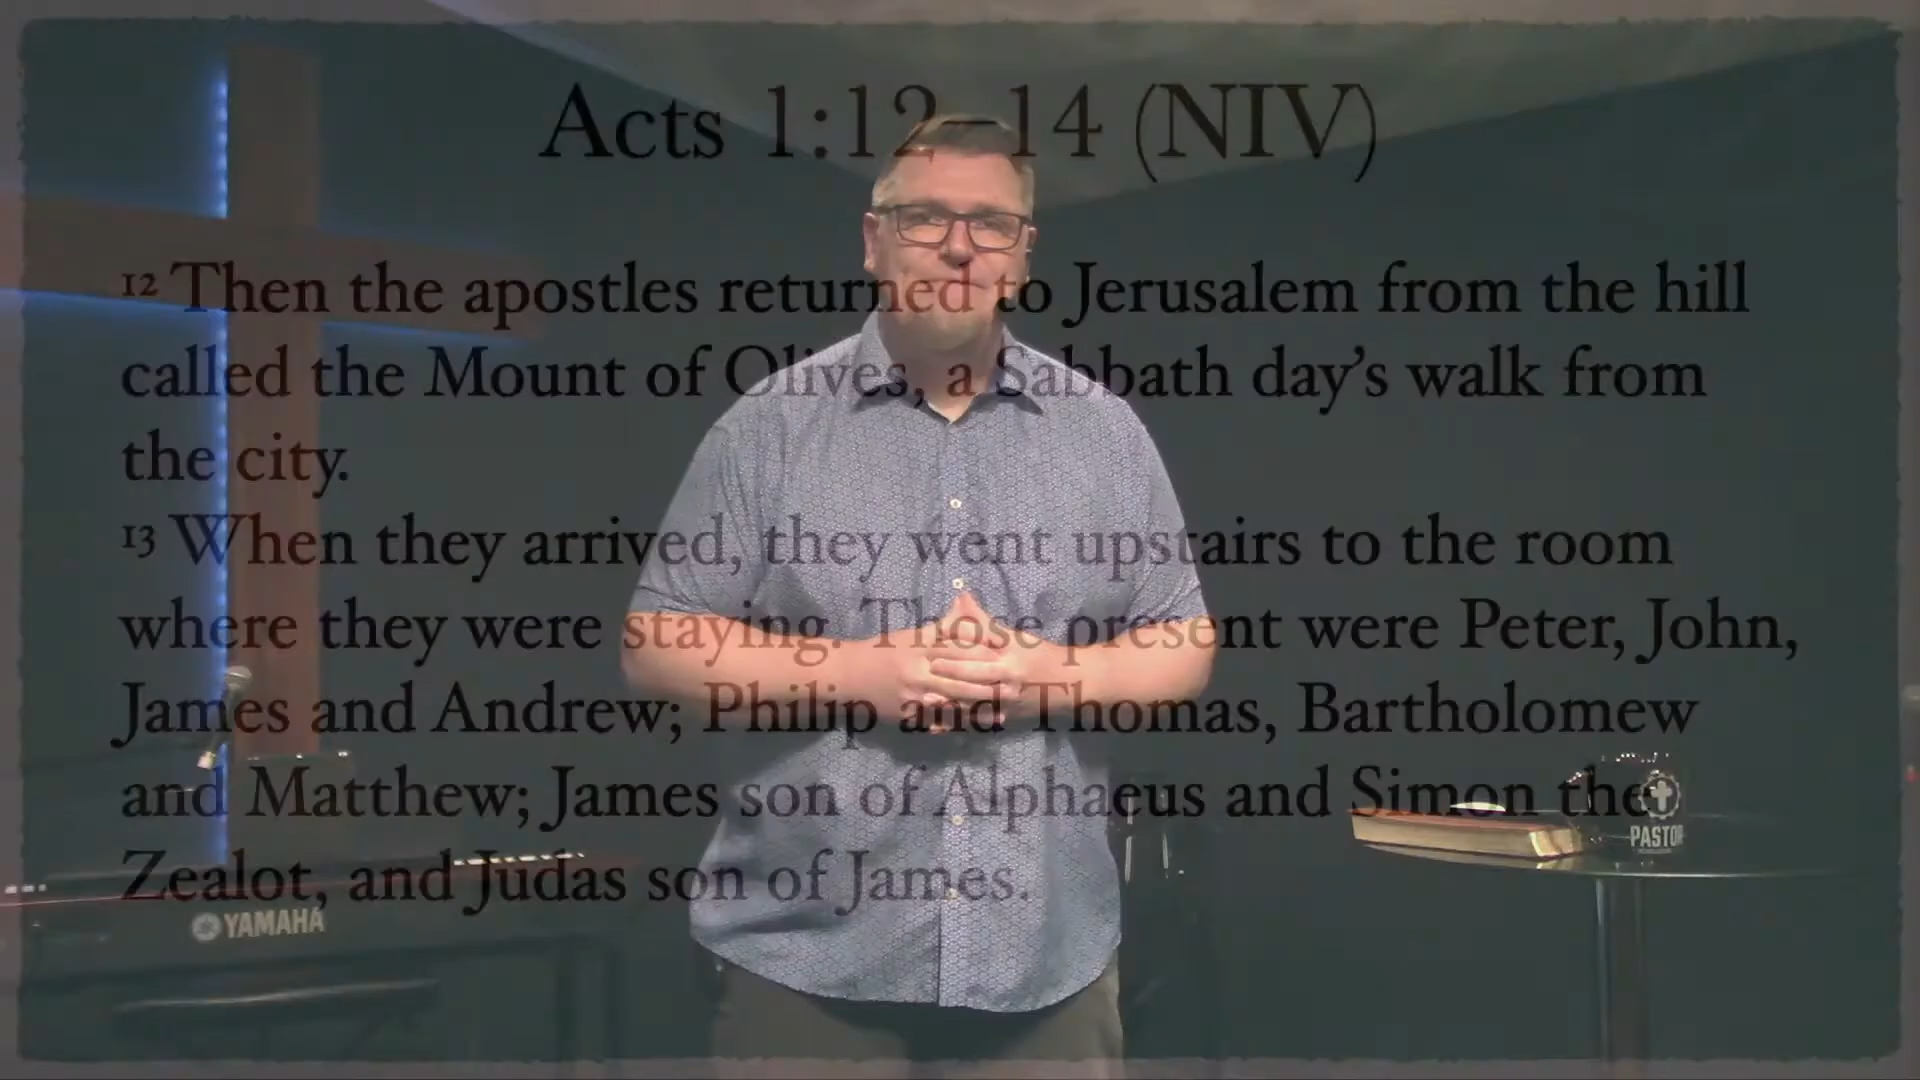 Acts 1:12–14 (NIV)
12 Then the apostles returned to Jerusalem from the hill
called the Mount of Olives, a Sabbath day’s walk from
the city.
13 When they arrived, they went upstairs to the room
where they were staying. Those present were Peter, John,
James and Andrew; Philip and Thomas, Bartholomew
and Matthew; James son of Alphaeus and Simon the
Zealot, and Judas son of James.
YAMAHA
PASTOR